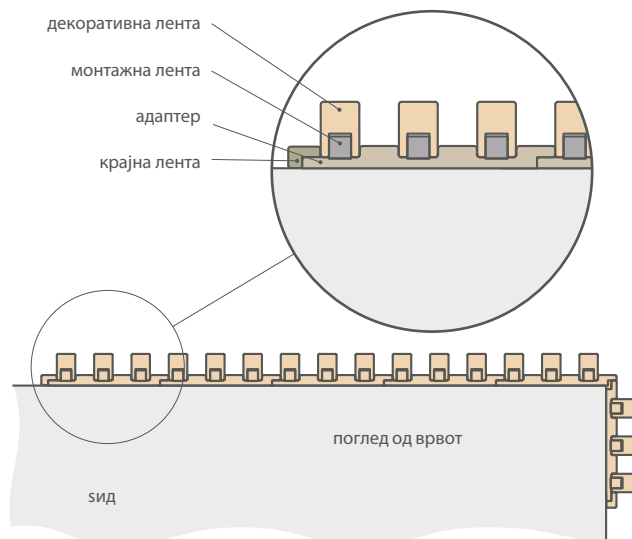 декоративна лента
монтажна лента
адаптер
крајна лента
поглед од врвот
ѕид